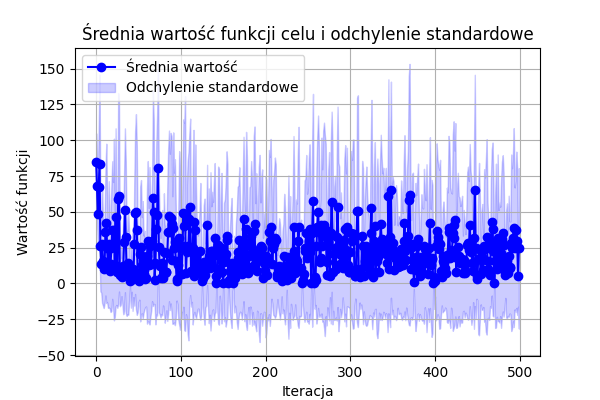 Średnia wartość funkcji celu i odchylenie standardowe
Średnia wartość
Odchylenie standardowe
Wartość funkcji
150
125
100
75
50
25
0
−25
−50
0 100 200 300 400 500
Iteracja